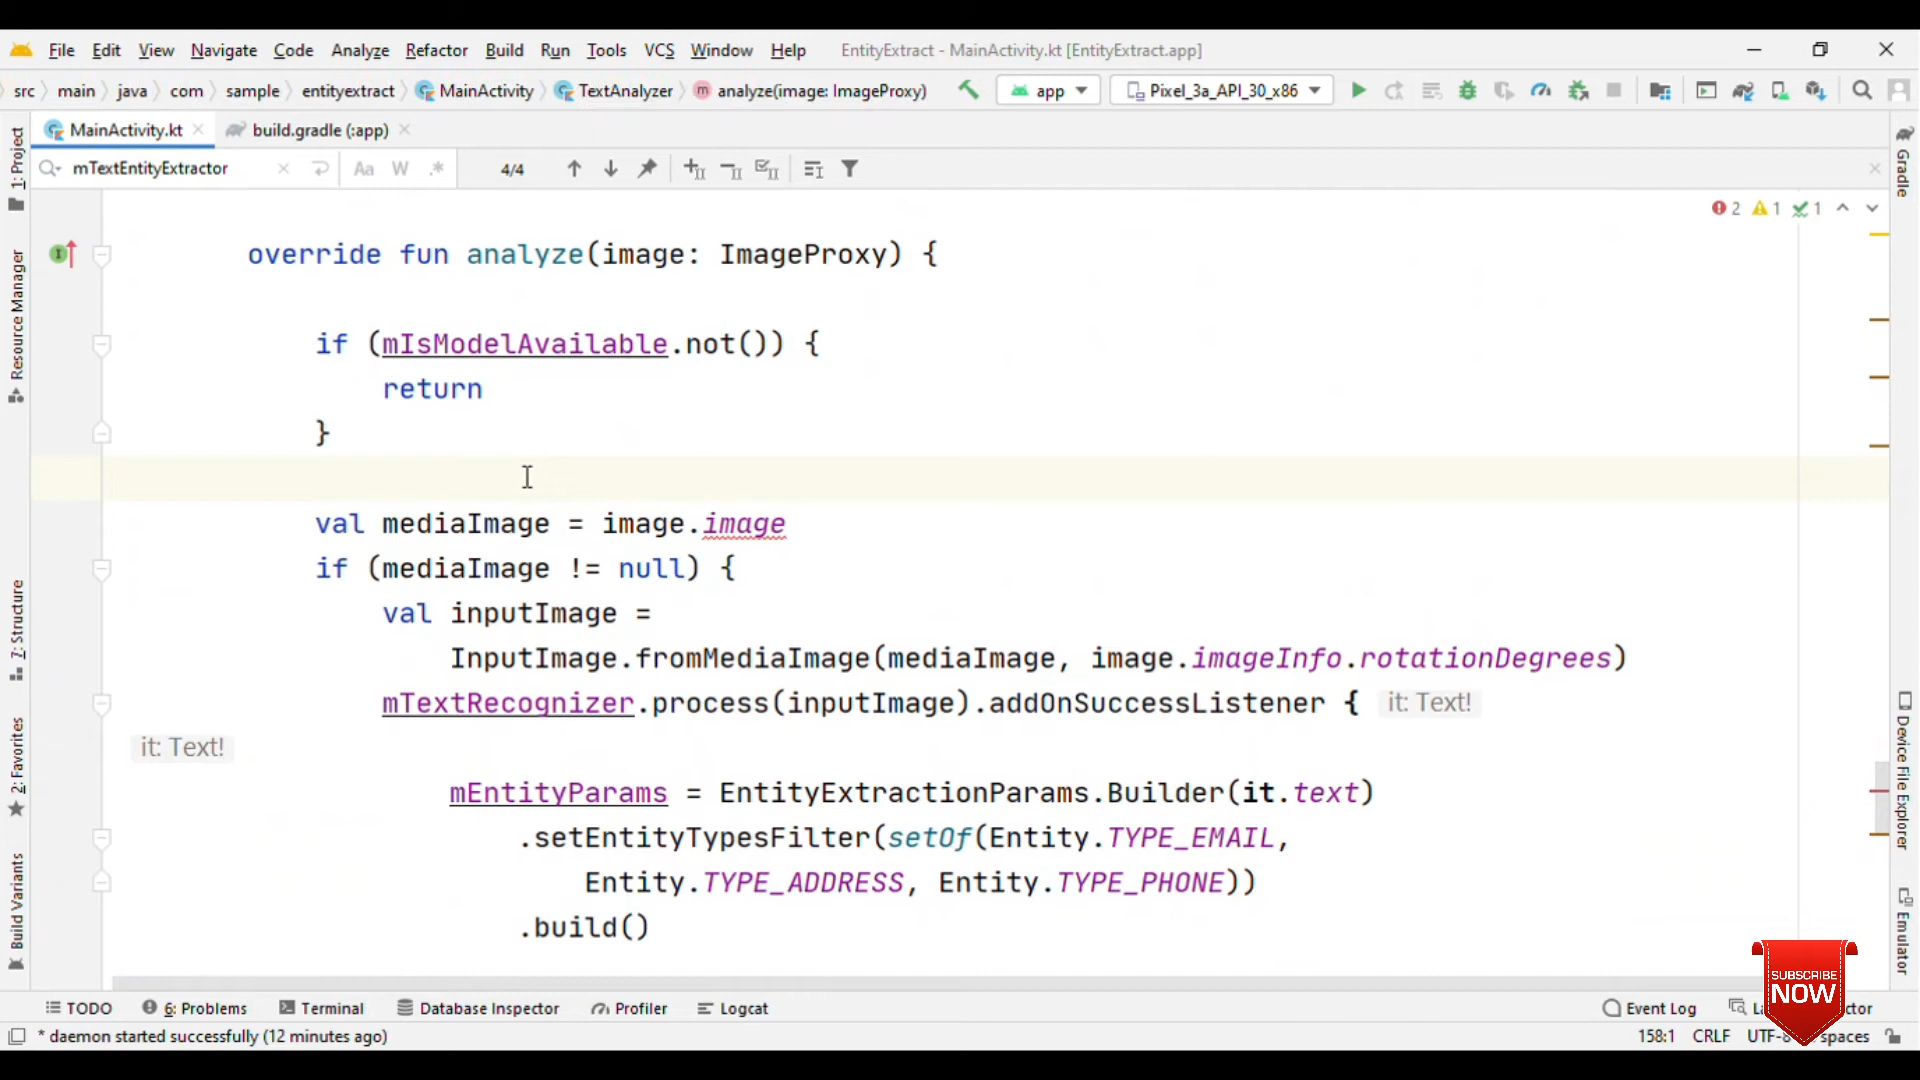 File Edit View Navigate Code Analyze Refactor Build Run Tools VCS Window Help EntityExtract - MainActivity.kt [EntityExtract.app]
src main java com sample entityextract MainActivity TextAnalyzer analyze(image: ImageProxy) app Pixel_3a_API_30_x86
MainActivity.kt build.gradle (:app)
mTextEntityExtractor Aa W .* 4/4
2 1 1
override fun analyze(image: ImageProxy) {
if (mIsModelAvailable.not()) {
return
}
val mediaImage = image.image
if (mediaImage != null) {
val inputImage =
InputImage.fromMediaImage(mediaImage, image.imageInfo.rotationDegrees)
mTextRecognizer.process(inputImage).addOnSuccessListener { it: Text!
it: Text!
mEntityParams = EntityExtractionParams.Builder(it.text)
.setEntityTypesFilter(setOf(Entity.TYPE_EMAIL,
Entity.TYPE_ADDRESS, Entity.TYPE_PHONE))
.build()
1: Project
Resource Manager
7: Structure
2: Favorites
Build Variants
Gradle
Device File Explorer
Emulator
SUBSCRIBE
NOW
TODO 6: Problems Terminal Database Inspector Profiler Logcat Event Log
* daemon started successfully (12 minutes ago) 158:1 CRLF spaces